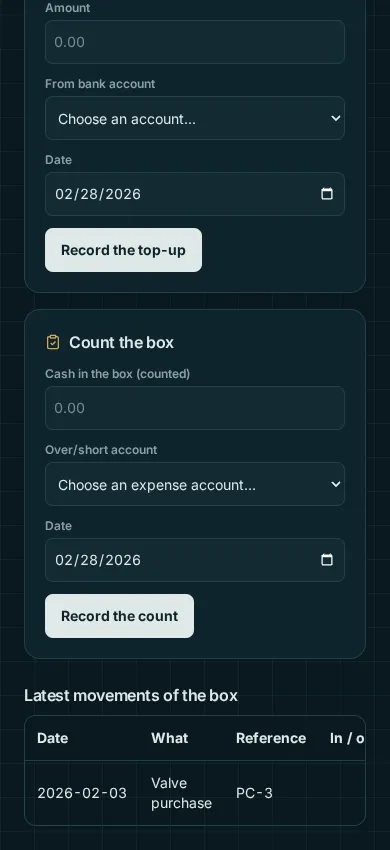 Amount
0.00
From bank account
Choose an account...
Date
02/28/2026
Record the top-up
Count the box
Cash in the box (counted)
0.00
Over/short account
Choose an expense account...
Date
02/28/2026
Record the count
Latest movements of the box
Date What Reference In / o
2026-02-03 Valve purchase PC-3